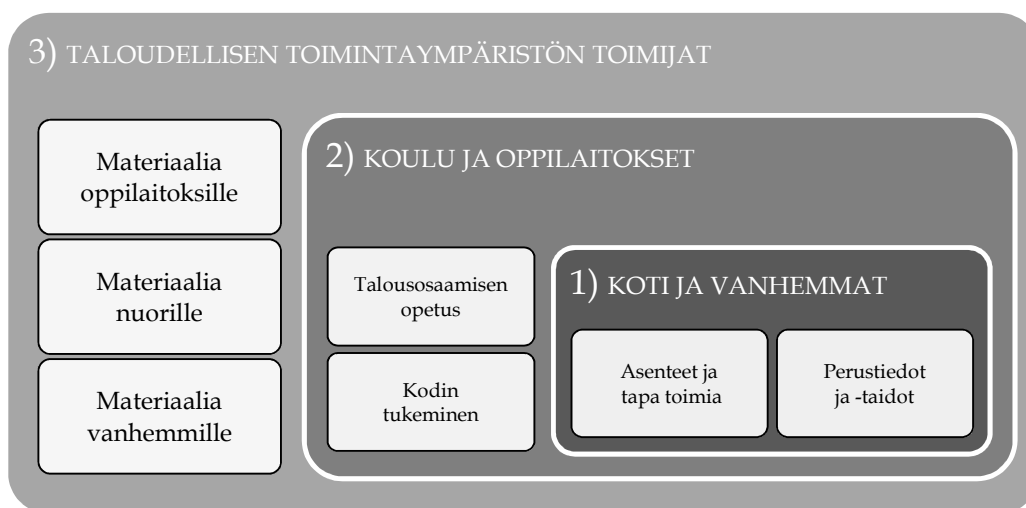 3) TALOUDELLISEN TOIMINTAYMPÄRISTÖN TOIMIJAT
Materiaalia
oppilaitoksille
Materiaalia
nuorille
Materiaalia
vanhemmille
2) KOULU JA OPPILAITOKSET
Talousosaamisen
opetus
Kodin
tukeminen
1) KOTI JA VANHEMMAT
Asenteet ja
tapa toimia
Perustiedot
ja -taidot